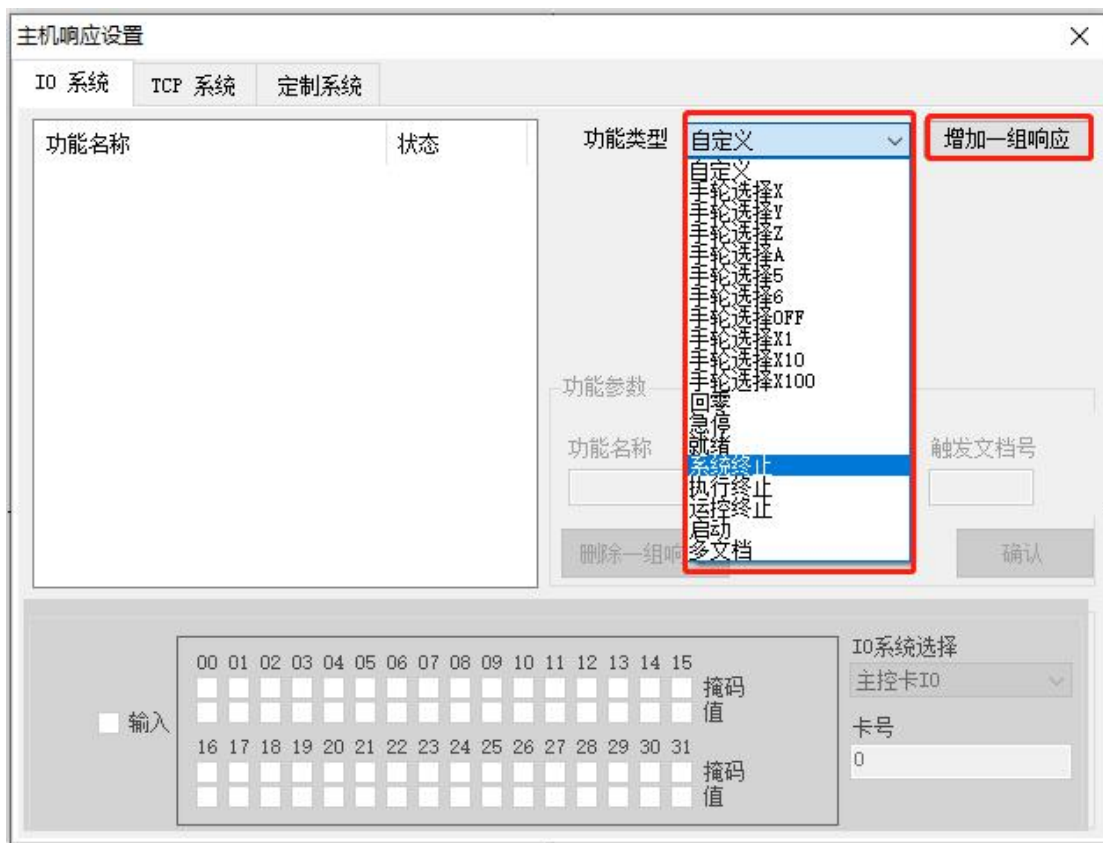 主机响应设置
IO 系统 TCP 系统 定制系统
功能名称 状态
功能类型 自定义 增加一组响应
自定义
手轮选择X
手轮选择Y
手轮选择Z
手轮选择A
手轮选择5
手轮选择6
手轮选择OFF
手轮选择X1
手轮选择X10
手轮选择X100
回零
急停
就绪
系统终止
执行终止
运控终止
启动
多文档
功能参数
功能名称 触发文档号
删除一组响 确认
00 01 02 03 04 05 06 07 08 09 10 11 12 13 14 15
掩码
值
输入
16 17 18 19 20 21 22 23 24 25 26 27 28 29 30 31
掩码
值
IO系统选择
主控卡IO
卡号
0